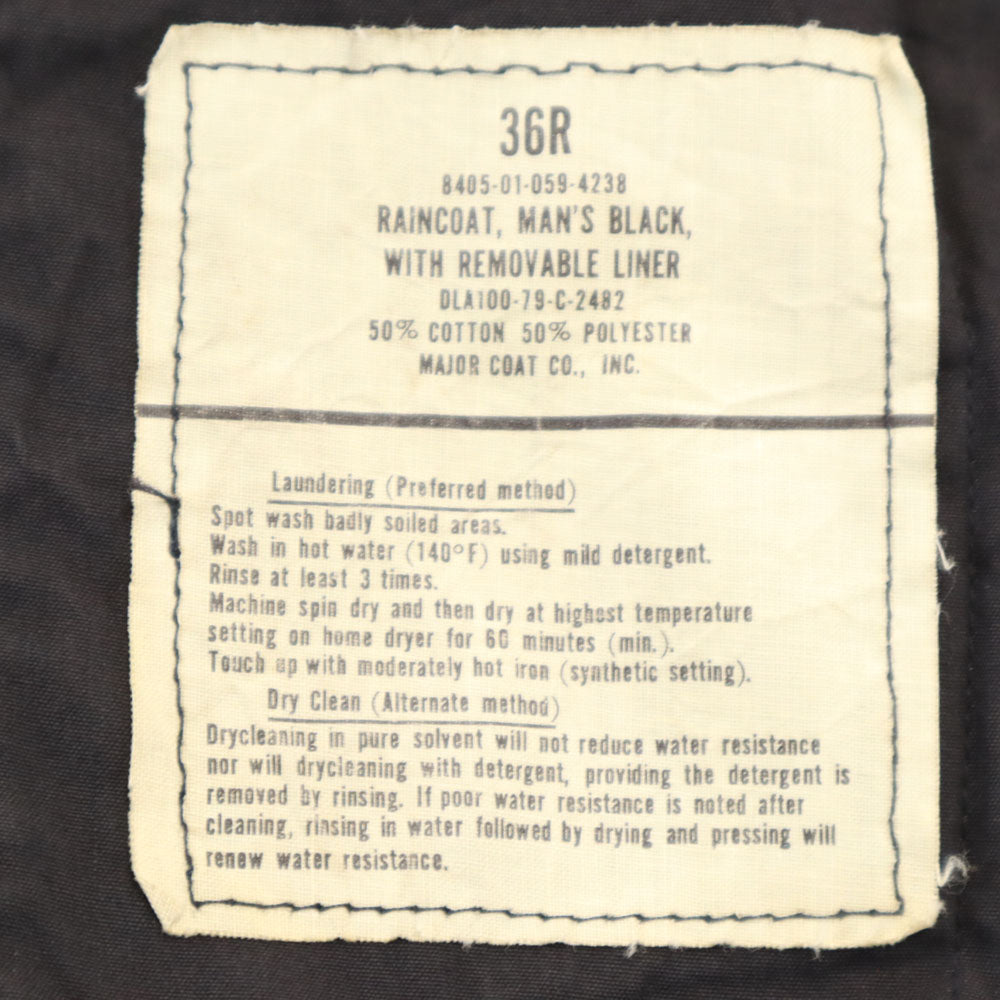 36R
8405-01-059-4238
RAINCOAT, MAN'S BLACK,
WITH REMOVABLE LINER
DLA100-79-C-2482
50% COTTON 50% POLYESTER
MAJOR COAT CO., INC.
Laundering (Preferred method)
Spot wash badly soiled areas.
Wash in hot water (140°F) using mild detergent.
Rinse at least 3 times.
Machine spin dry and then dry at highest temperature
setting on home dryer for 60 minutes (min.).
Touch up with moderately hot iron (synthetic setting).
Dry Clean (Alternate method)
Drycleaning in pure solvent will not reduce water resistance
nor will drycleaning with detergent, providing the detergent is
removed by rinsing. If poor water resistance is noted after
cleaning, rinsing in water followed by drying and pressing will
renew water resistance.